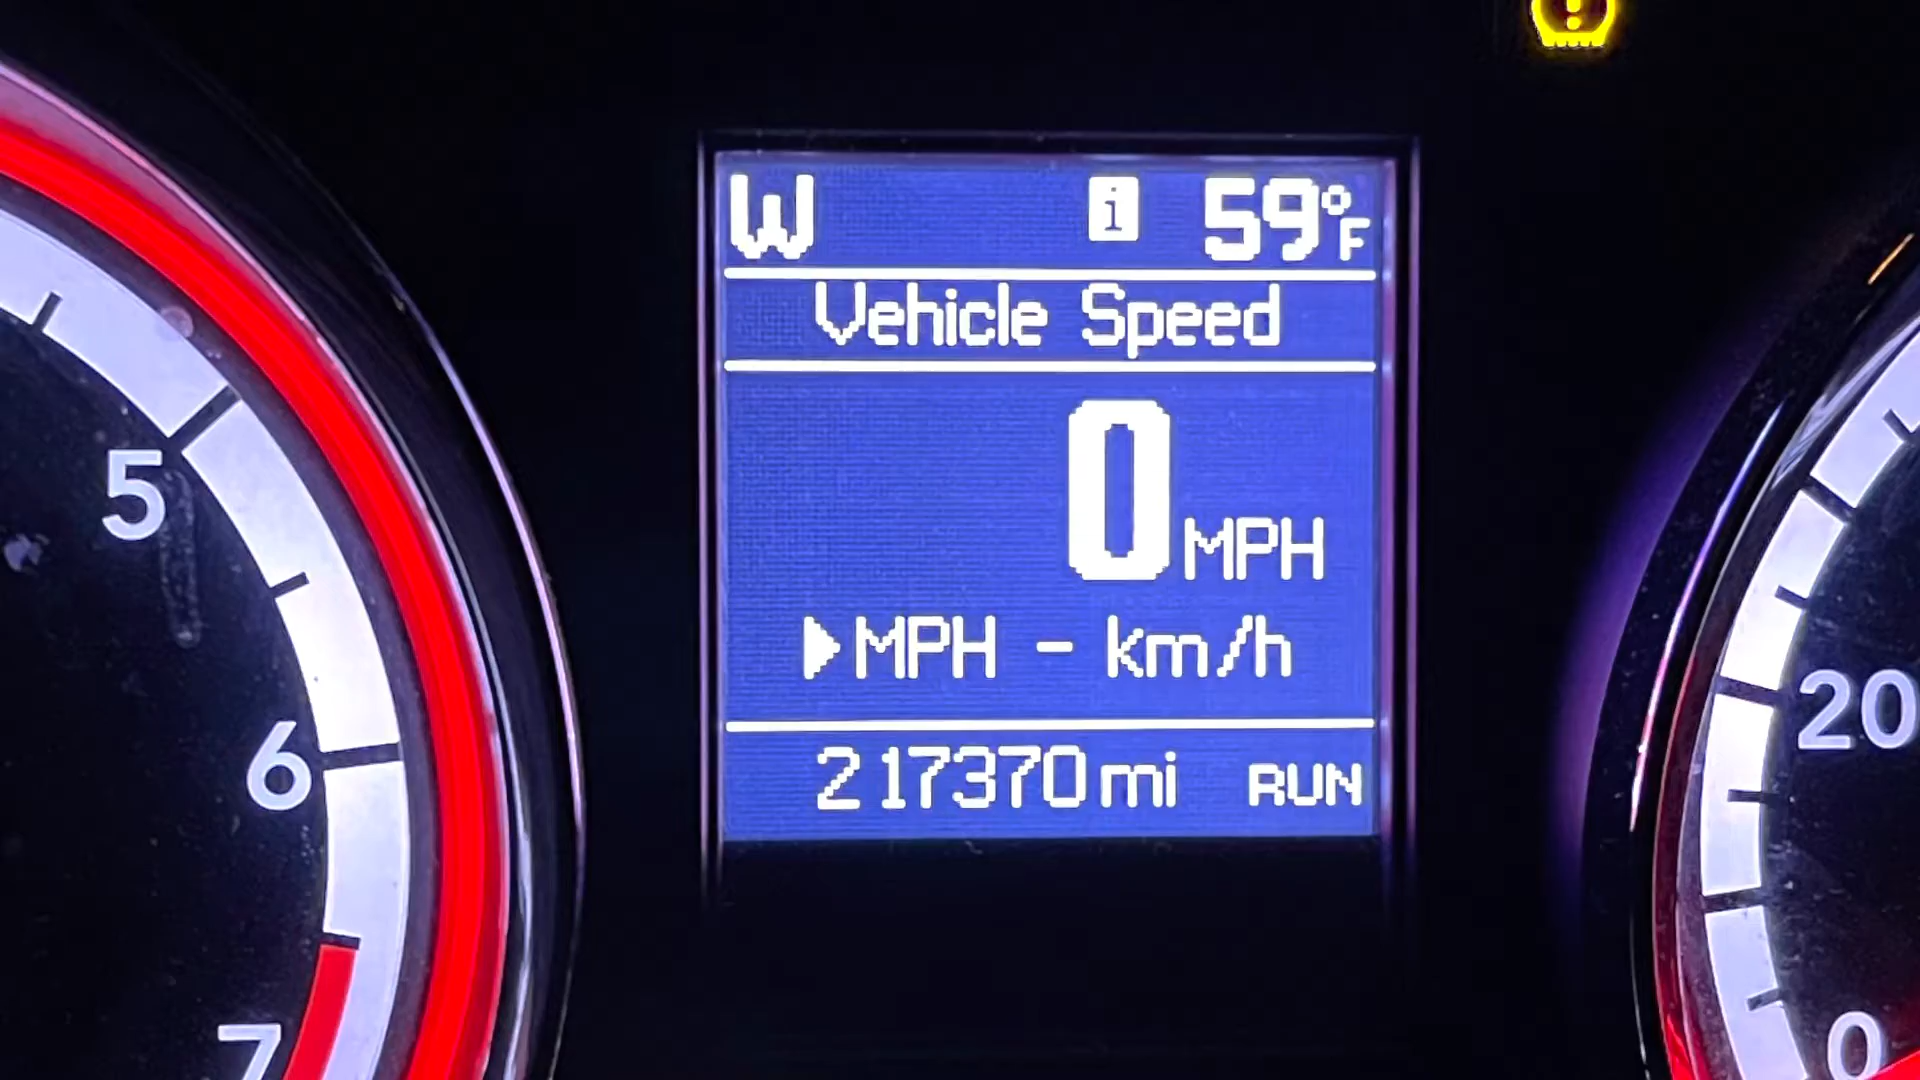 W i 59°F
Vehicle Speed
0 MPH
▶MPH - km/h
217370 mi RUN
5
6
7
20
0